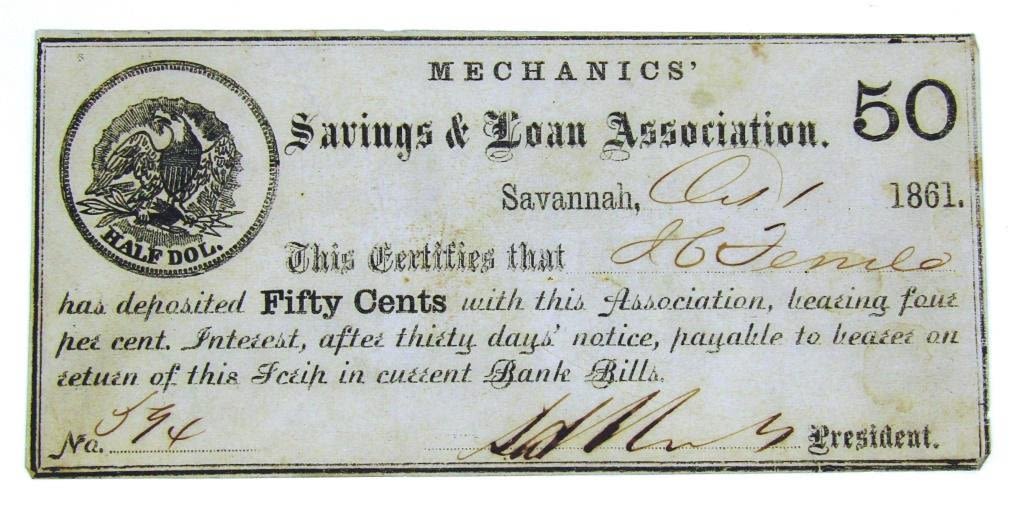 MECHANICS'
Savings & Loan Association.
50
Savannah, Oct 1 1861.
HALF DOL.
This Certifies that
has deposited Fifty Cents with this Association, bearing four
per cent. Interest, after thirty days' notice, payable to bearer on
return of this Scrip in current Bank Bills.
No. 594
President.